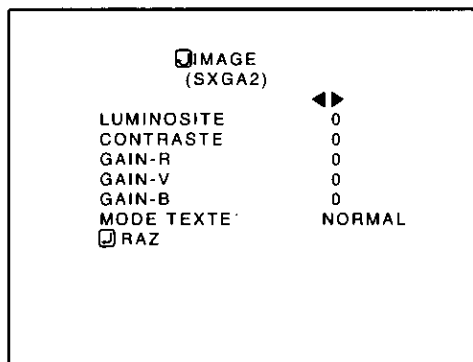 IMAGE
(SXGA2)
LUMINOSITE 0
CONTRASTE 0
GAIN-R 0
GAIN-V 0
GAIN-B 0
MODE TEXTE NORMAL
RAZ